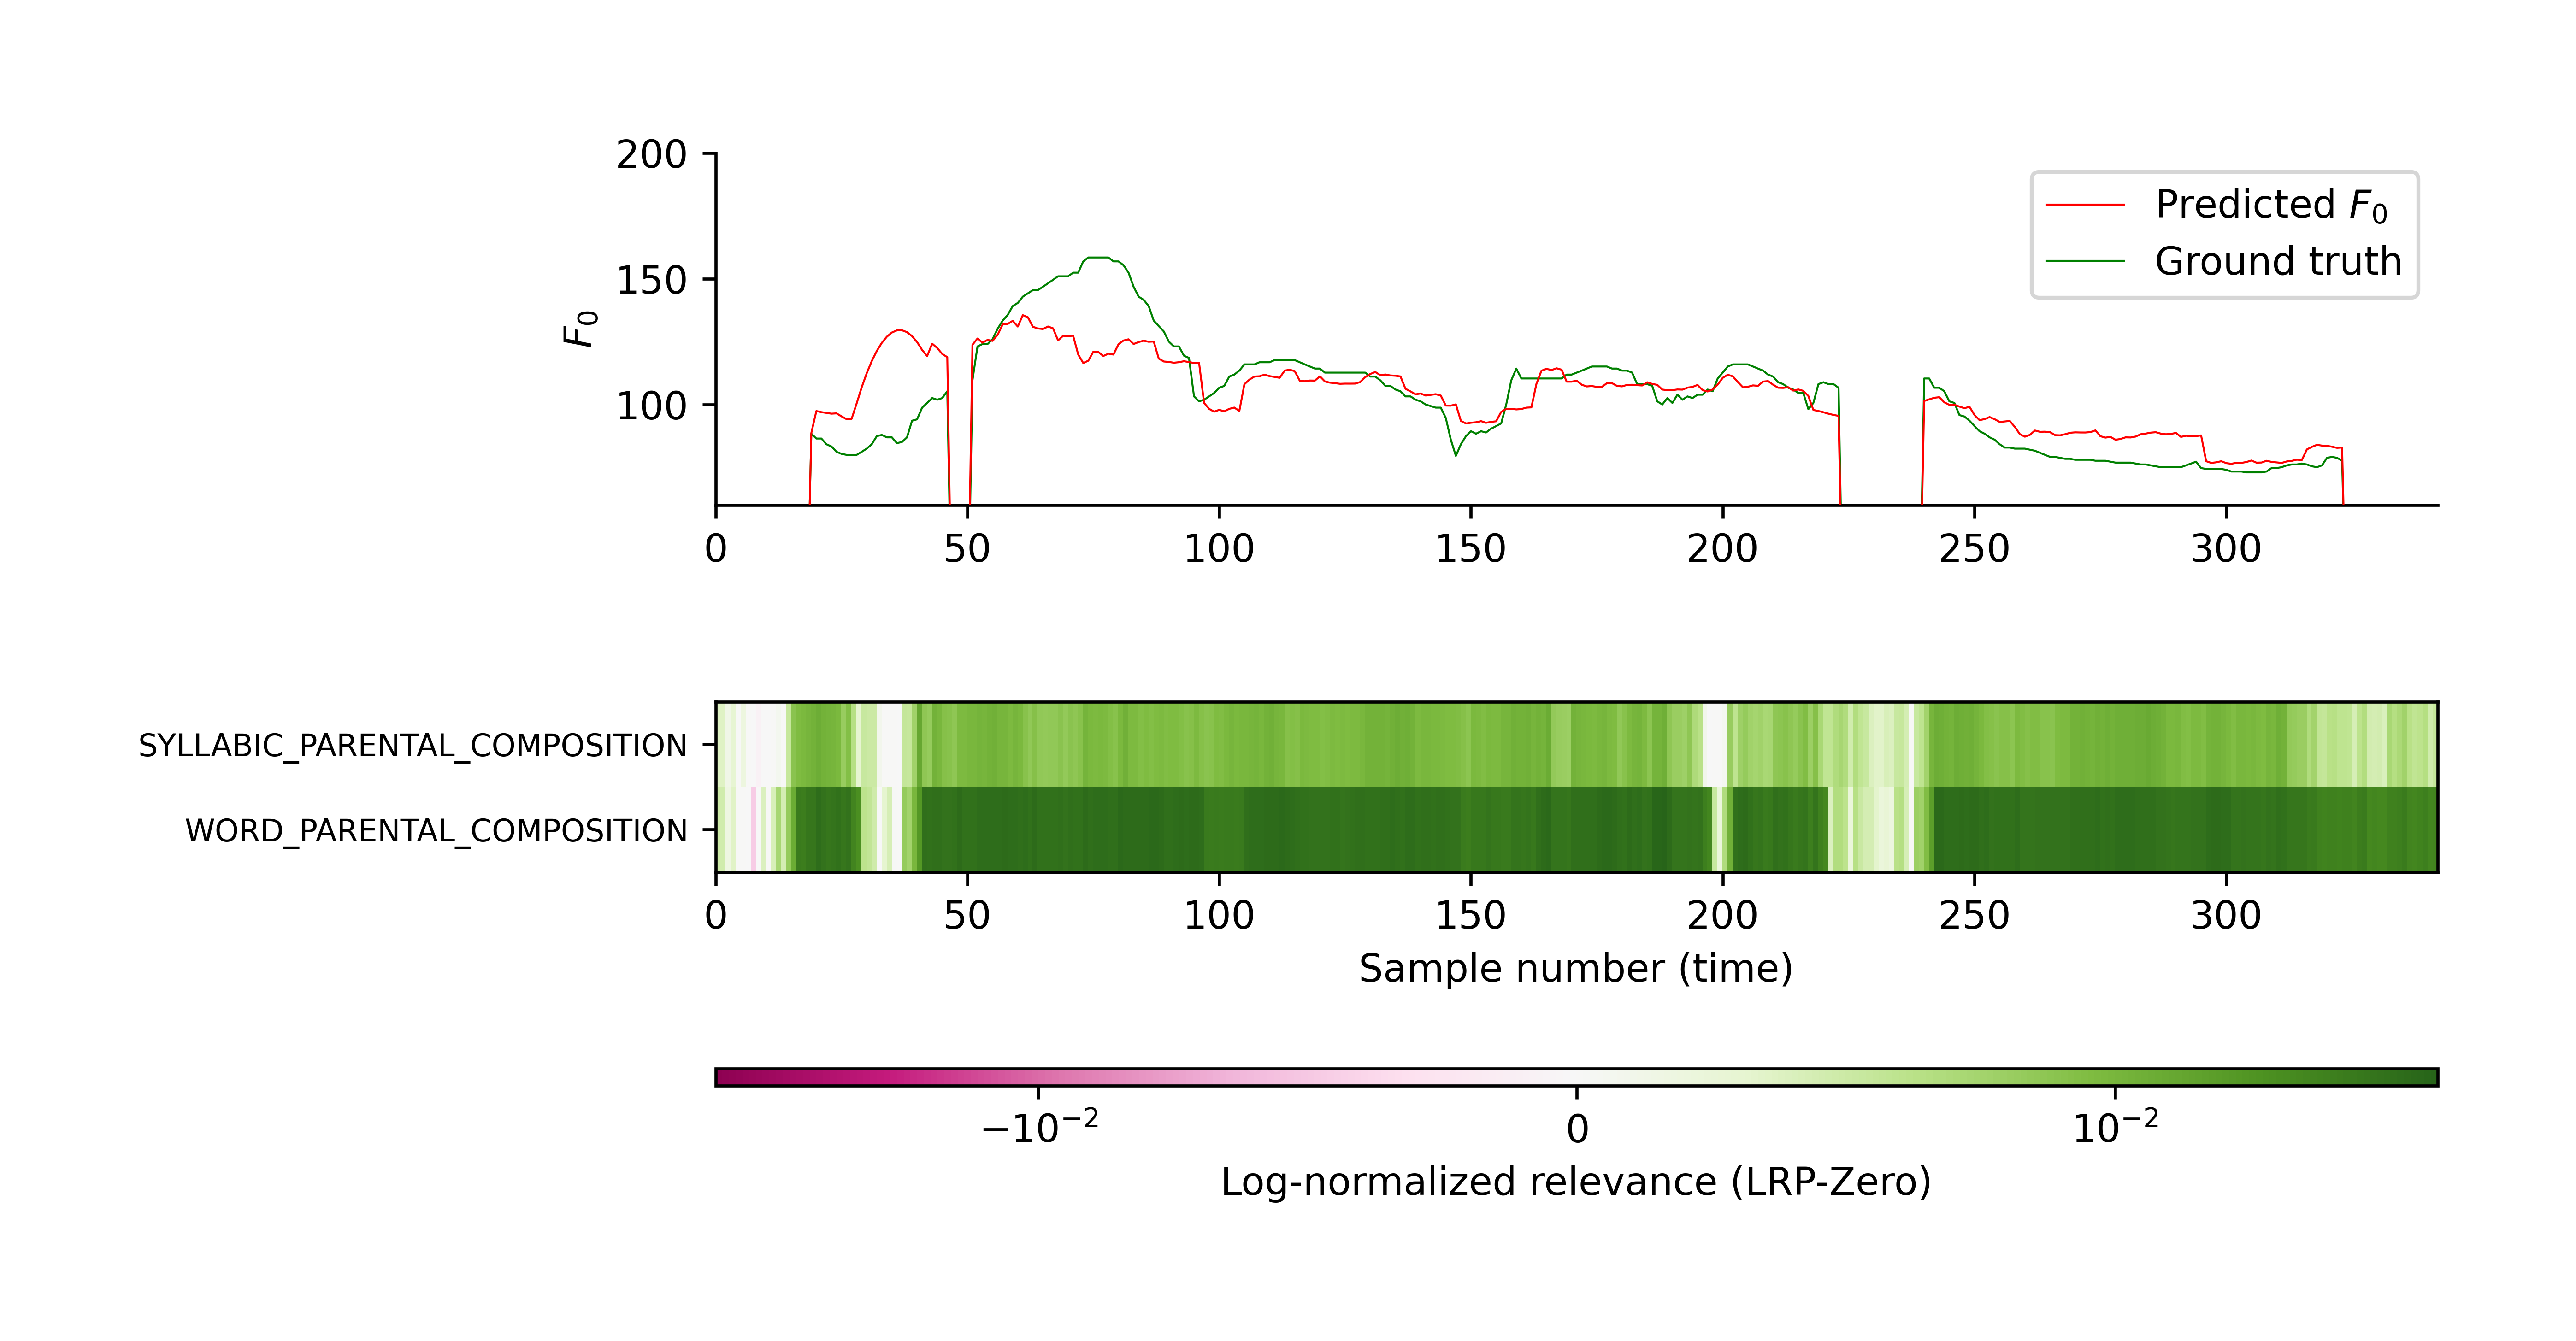 200
150
100
F₀
Predicted F₀
Ground truth
0 50 100 150 200 250 300
SYLLABIC_PARENTAL_COMPOSITION
WORD_PARENTAL_COMPOSITION
0 50 100 150 200 250 300
Sample number (time)
−10⁻² 0 10⁻²
Log-normalized relevance (LRP-Zero)